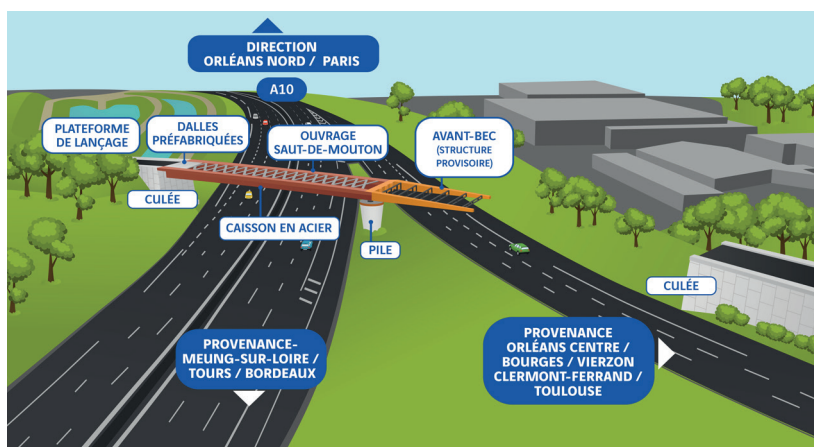 DIRECTION
ORLÉANS NORD / PARIS
A10
PLATEFORME
DE LANÇAGE
DALLES
PRÉFABRIQUÉES
OUVRAGE
SAUT-DE-MOUTON
AVANT-BEC
(STRUCTURE
PROVISOIRE)
CULÉE
CAISSON EN ACIER
PILE
CULÉE
PROVENANCE-
MEUNG-SUR-LOIRE /
TOURS / BORDEAUX
PROVENANCE
ORLÉANS CENTRE /
BOURGES / VIERZON
CLERMONT-FERRAND /
TOULOUSE